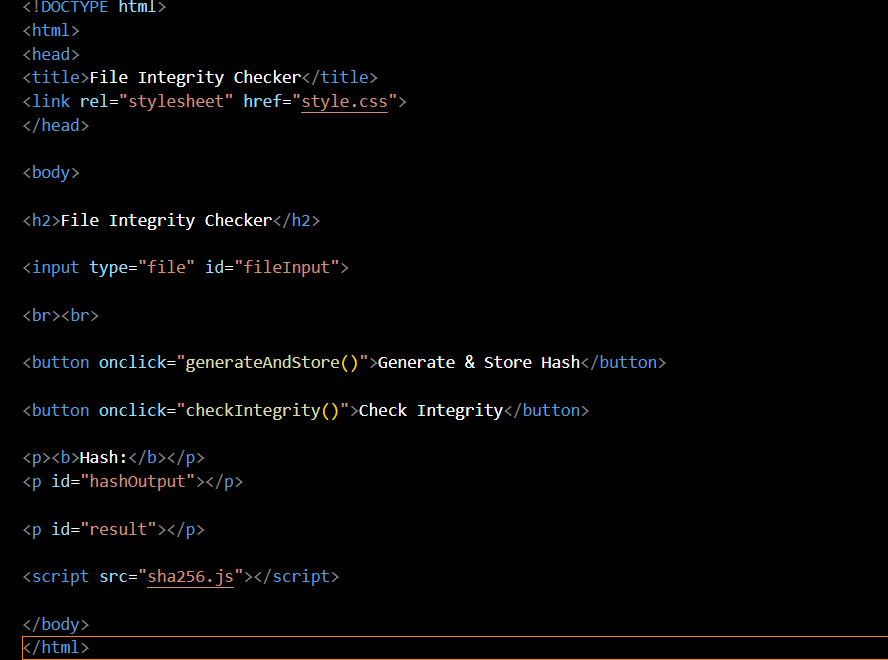 <!DOCTYPE html>
<html>
<head>
<title>File Integrity Checker</title>
<link rel="stylesheet" href="style.css">
</head>
<body>
<h2>File Integrity Checker</h2>
<input type="file" id="fileInput">
<br><br>
<button onclick="generateAndStore()">Generate & Store Hash</button>
<button onclick="checkIntegrity()">Check Integrity</button>
<p><b>Hash:</b></p>
<p id="hashOutput"></p>
<p id="result"></p>
<script src="sha256.js"></script>
</body>
</html>